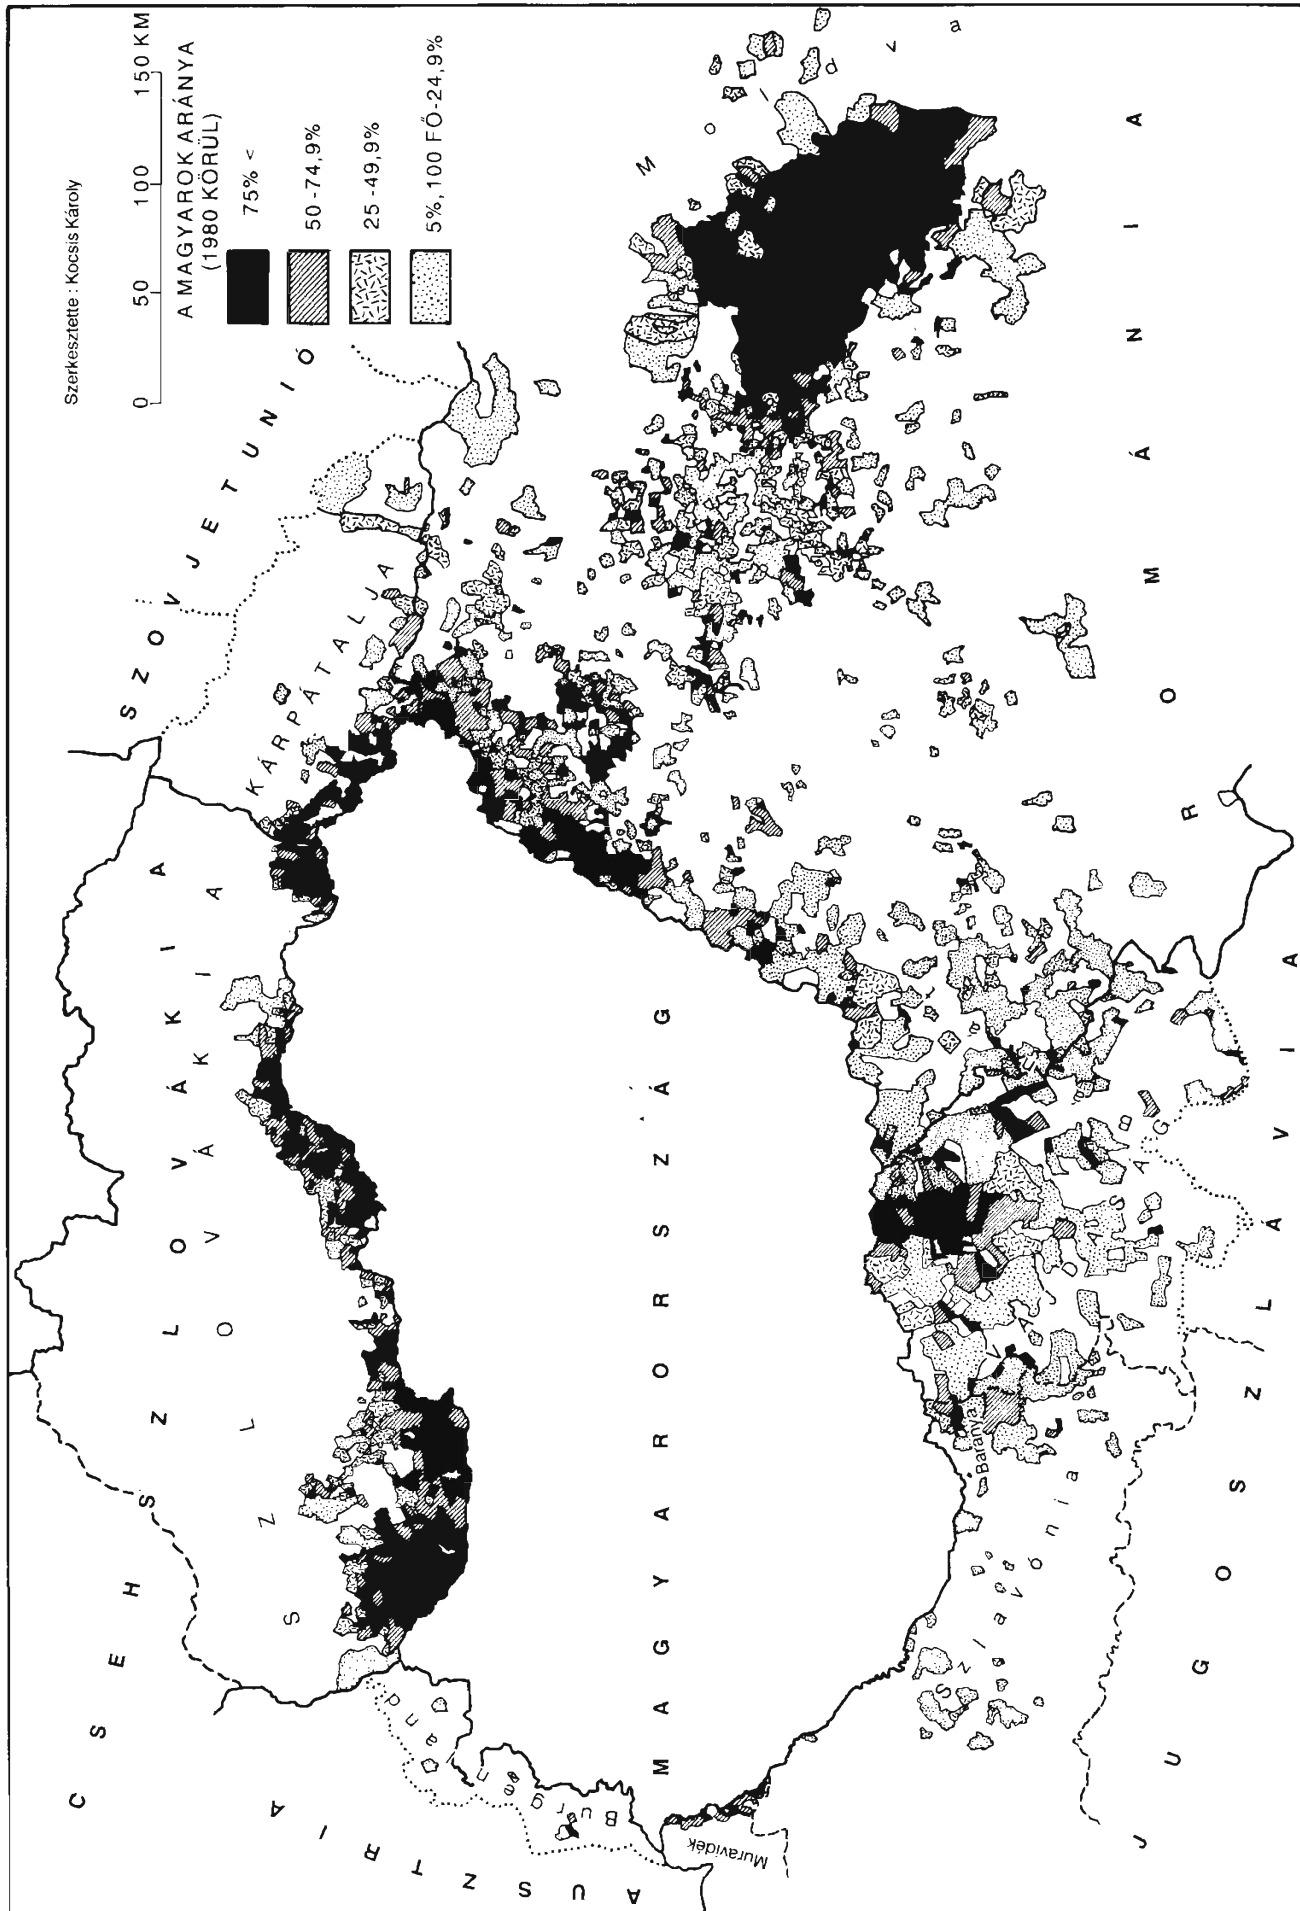 Szerkesztette : Kocsis Károly
0 50 100 150 KM
A MAGYAROK ARÁNYA
(1980 KÖRÜL)
75% <
50 -74,9%
25 -49,9%
5%,100 FŐ-24,9%
CSEHSZLOVÁKIA
SZLOVÁKIA
SZOVJETUNIÓ
KÁRPÁTALJA
AUSZTRIA
Burgenland
MAGYARORSZÁG
Muravidék
ROMÁNIA
Moldva
JUGOSZLÁVIA
Szlavónia
Baranya
VAJDASÁG
Bánság